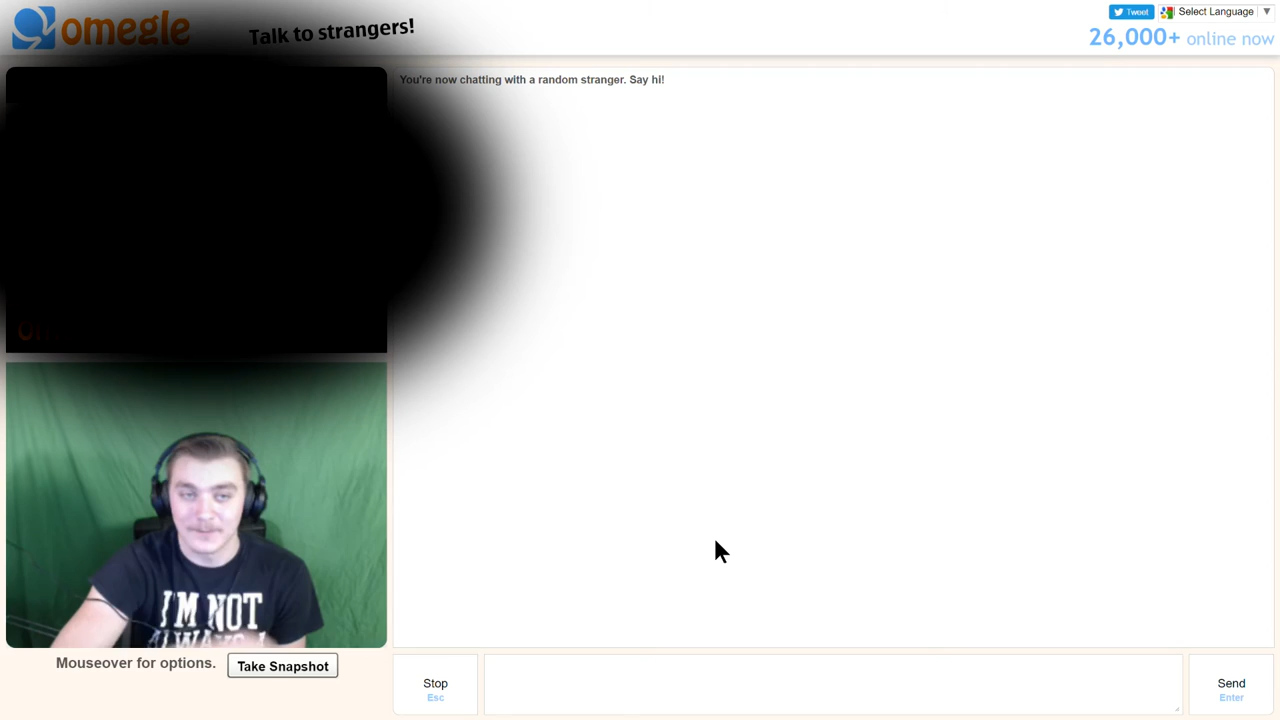 omegle
Talk to strangers!
Tweet
Select Language ▼
26,000+ online now
You're now chatting with a random stranger. Say hi!
I'M NOT
ALWAYS A
Mouseover for options.
Take Snapshot
Stop
Esc
Send
Enter